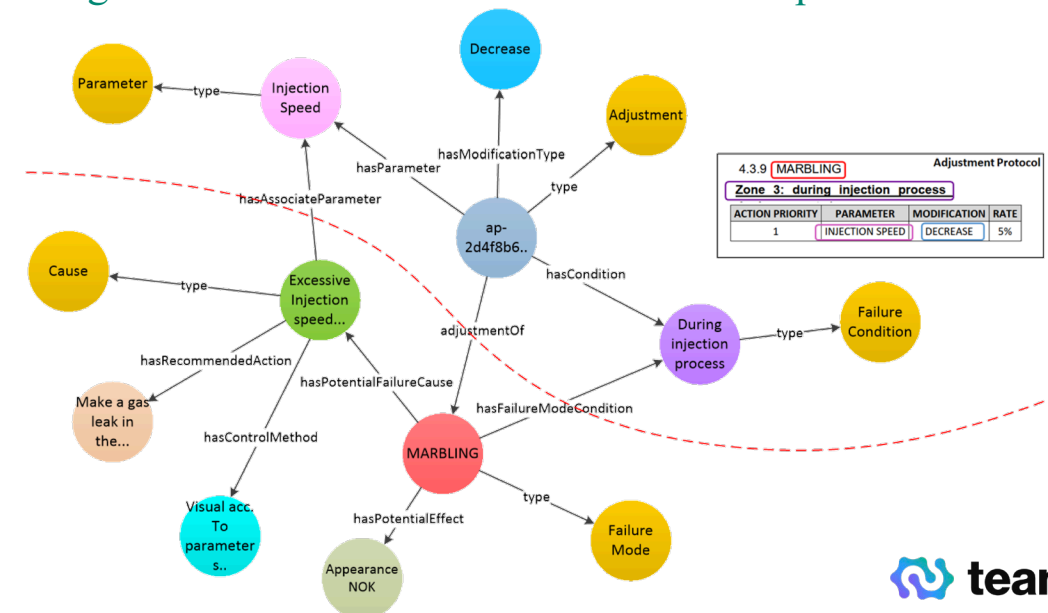 Decrease
Parameter
type
Injection
Speed
Adjustment
hasModificationType
hasParameter
type
hasAssociateParameter
4.3.9 MARBLING
Adjustment Protocol
Zone 3: during injection process
ACTION PRIORITY PARAMETER MODIFICATION RATE
1 INJECTION SPEED DECREASE 5%
ap-
2d4f8b6..
Cause
type
Excessive
Injection
speed...
hasCondition
adjustmentOf
During
injection
process
type
Failure
Condition
hasRecommendedAction
hasPotentialFailureCause
Make a gas
leak in
the...
hasFailureModeCondition
hasControlMethod
MARBLING
Visual acc.
To
parameter
s..
type
hasPotentialEffect
Failure
Mode
Appearance
NOK